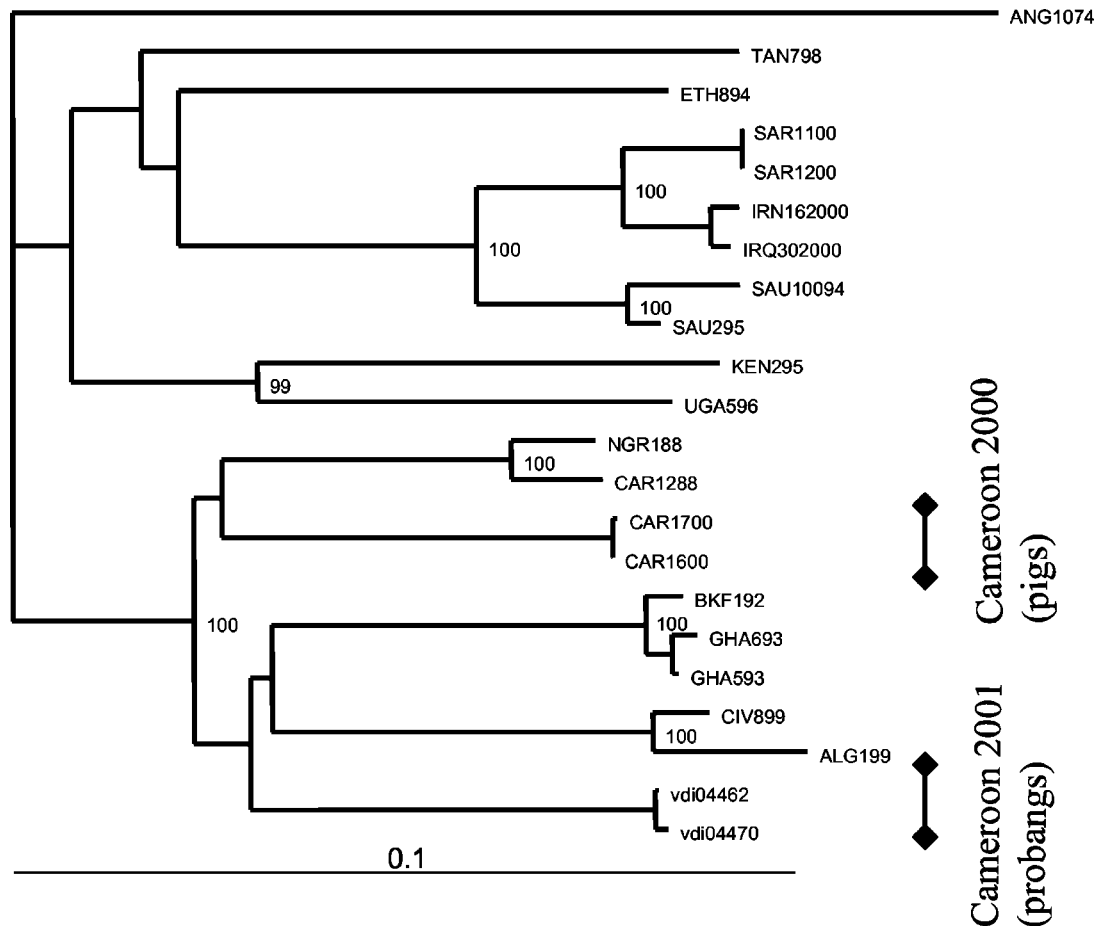 ANG1074
TAN798
ETH894
SAR1100
SAR1200
100
IRN162000
IRQ302000
100
SAU10094
100
SAU295
KEN295
99
UGA596
NGR188
100
CAR1288
CAR1700
CAR1600
Cameroon 2000
(pigs)
BKF192
100
GHA693
GHA593
100
CIV899
100
ALG199
vdi04462
vdi04470
Cameroon 2001
(probangs)
0.1